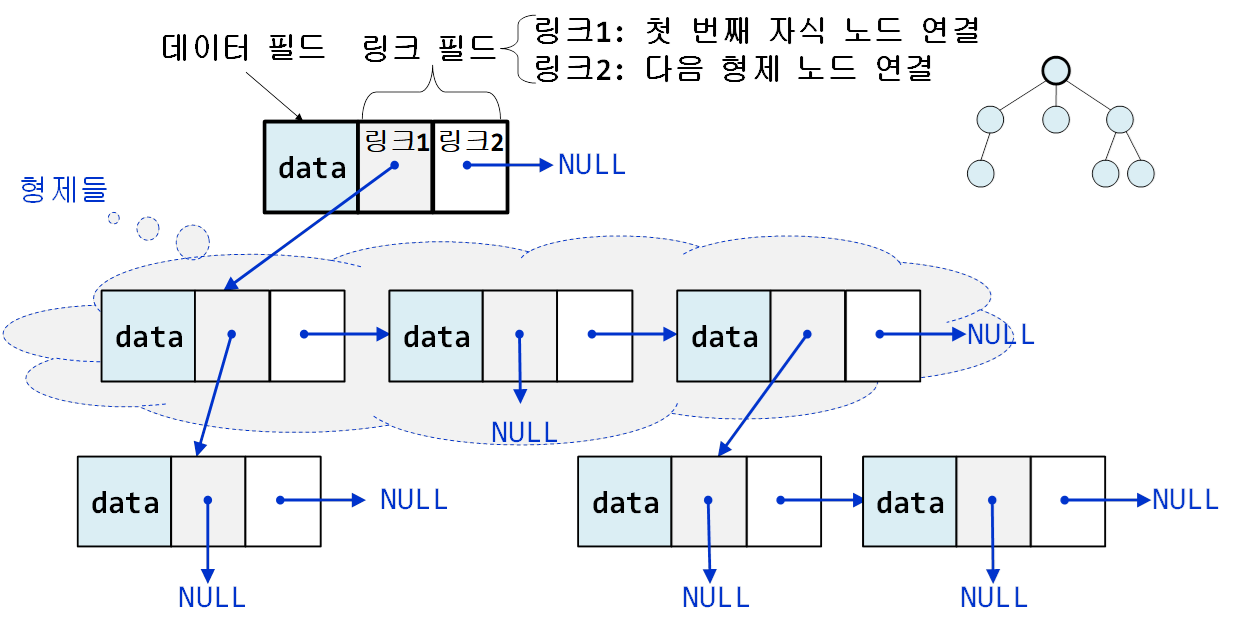 데이터 필드
링크 필드
링크1: 첫 번째 자식 노드 연결
링크2: 다음 형제 노드 연결
data
링크1
링크2
NULL
형제들
data
data
data
NULL
NULL
data
NULL
data
data
NULL
NULL
NULL
NULL